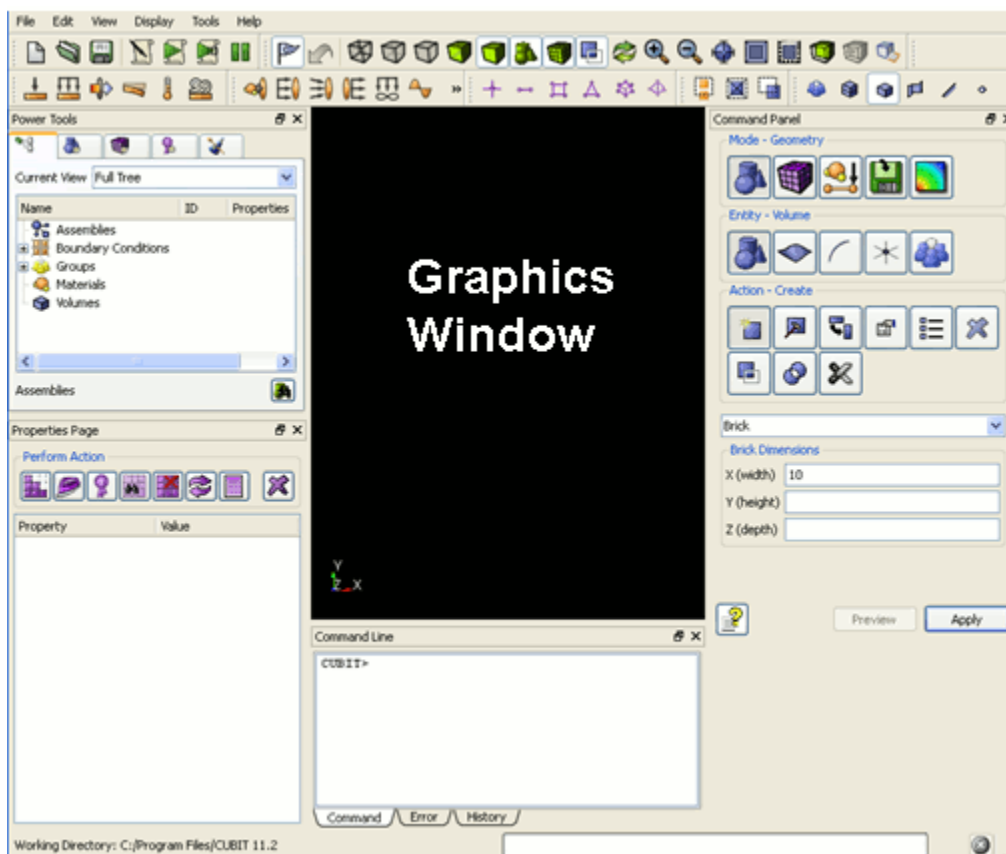 File Edit View Display Tools Help
Power Tools
Current View Full Tree
Name ID Properties
Assemblies
Boundary Conditions
Groups
Materials
Volumes
Assemblies
Properties Page
Perform Action
Property Value
Graphics
Window
Y
Z X
Command Line
CUBIT>
Command Error History
Command Panel
Mode - Geometry
Entity - Volume
Action - Create
Brick
Brick Dimensions
X (width) 10
Y (height)
Z (depth)
Preview Apply
Working Directory: C:/Program Files/CUBIT 11.2